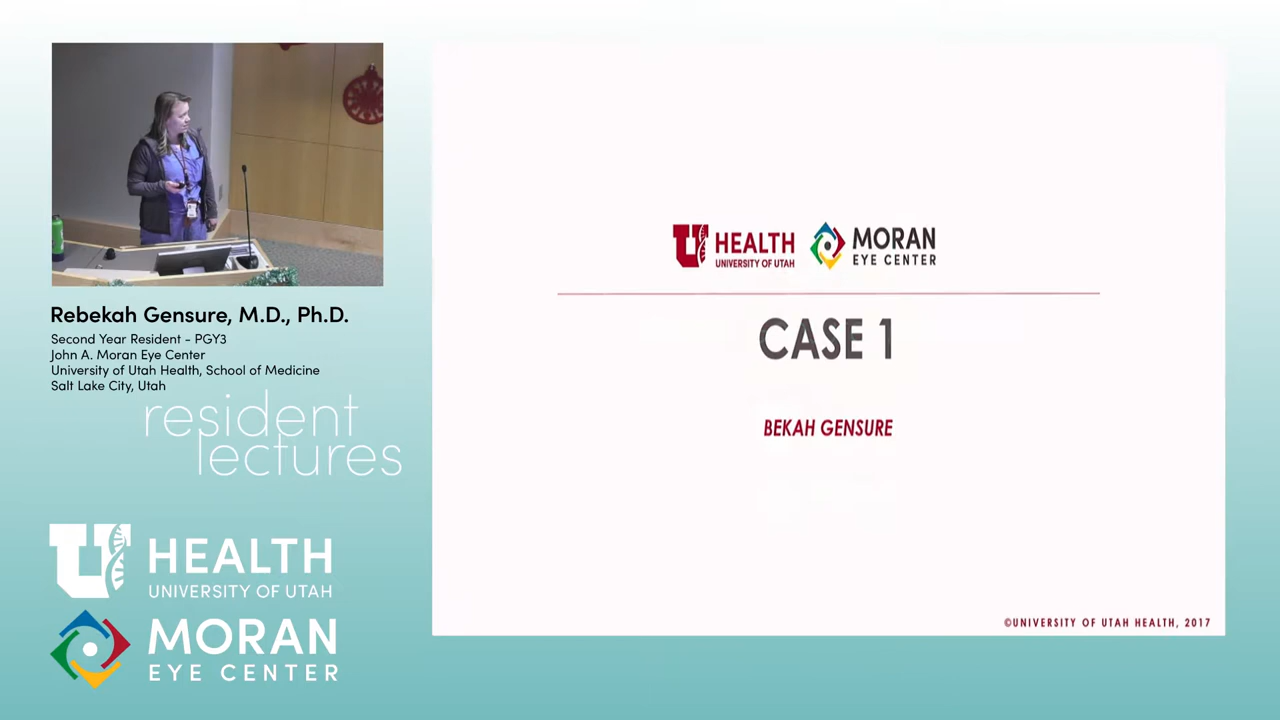 Rebekah Gensure, M.D., Ph.D.
Second Year Resident - PGY3
John A. Moran Eye Center
University of Utah Health, School of Medicine
Salt Lake City, Utah
resident
lectures
U HEALTH
UNIVERSITY OF UTAH
MORAN
EYE CENTER
U HEALTH
UNIVERSITY OF UTAH
MORAN
EYE CENTER
CASE 1
BEKAH GENSURE
©UNIVERSITY OF UTAH HEALTH, 2017